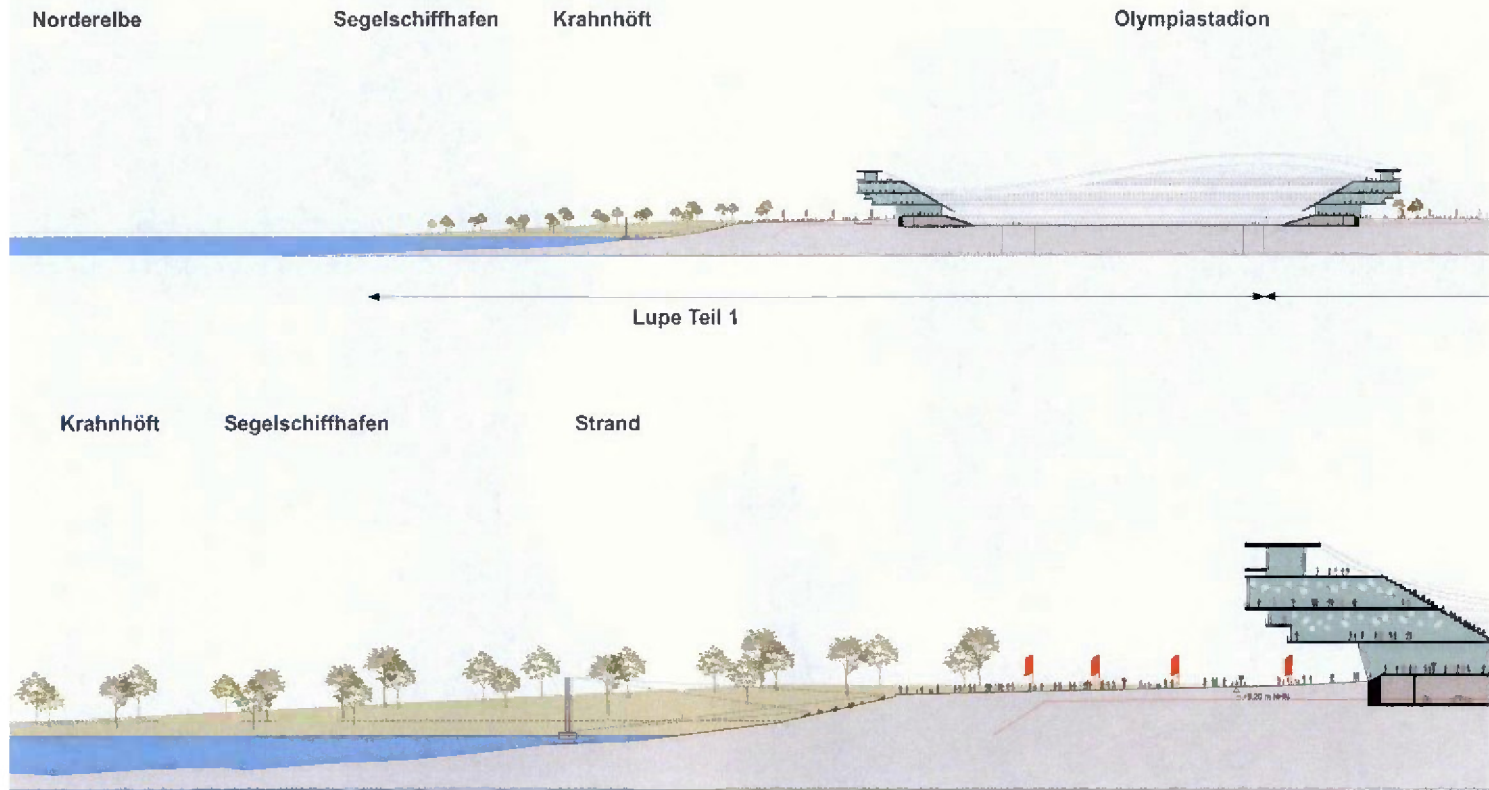 Norderelbe Segelschiffhafen Krahnhöft Olympiastadion
Lupe Teil 1
Krahnhöft Segelschiffhafen Strand